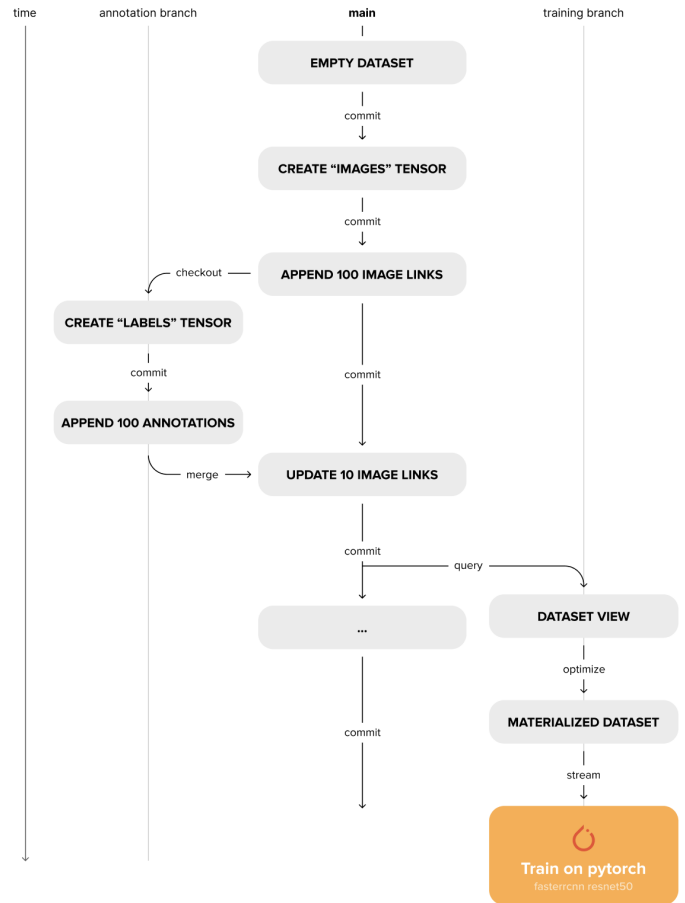 time
annotation branch
main
training branch
EMPTY DATASET
commit
CREATE “IMAGES” TENSOR
commit
checkout
APPEND 100 IMAGE LINKS
CREATE “LABELS” TENSOR
commit
commit
APPEND 100 ANNOTATIONS
merge
UPDATE 10 IMAGE LINKS
commit
query
...
DATASET VIEW
optimize
MATERIALIZED DATASET
commit
stream
Train on pytorch
fasterrcnn resnet50